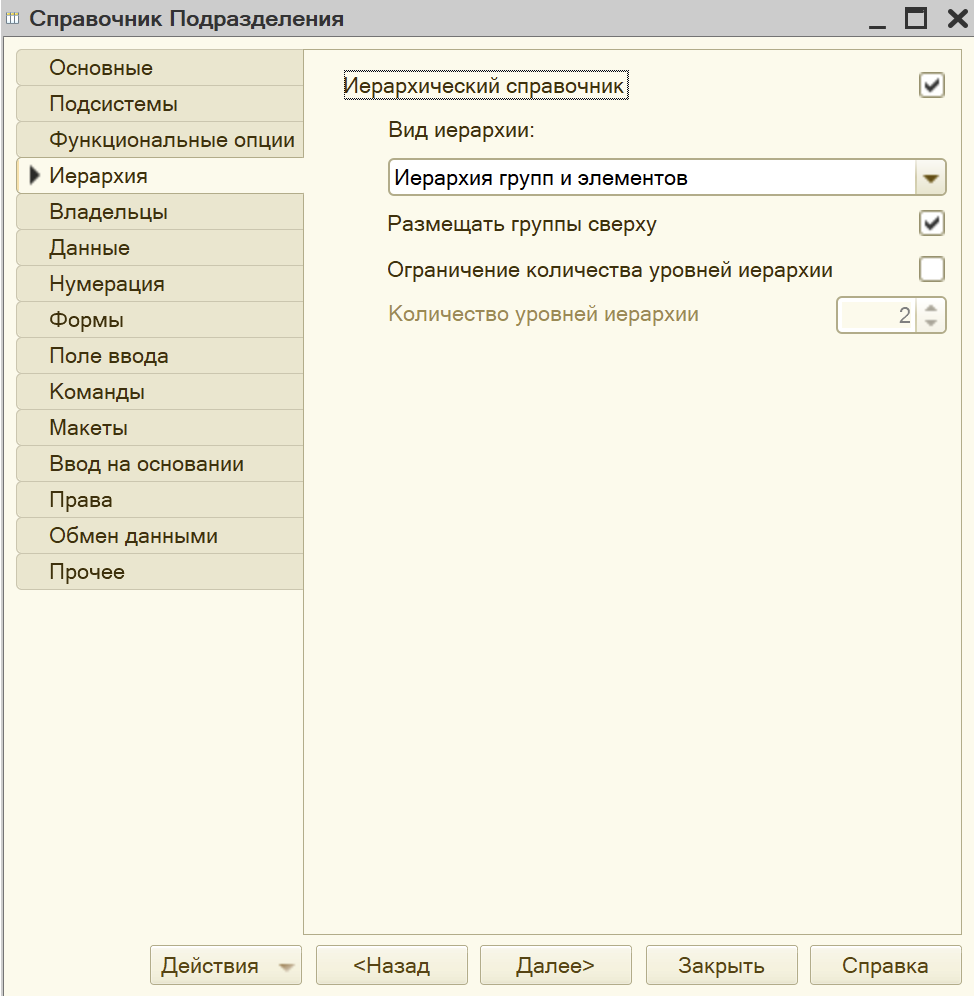 Справочник Подразделения
Основные
Подсистемы
Функциональные опции
Иерархия
Владельцы
Данные
Нумерация
Формы
Поле ввода
Команды
Макеты
Ввод на основании
Права
Обмен данными
Прочее
Иерархический справочник
Вид иерархии:
Иерархия групп и элементов
Размещать группы сверху
Ограничение количества уровней иерархии
Количество уровней иерархии 2
Действия <Назад Далее> Закрыть Справка